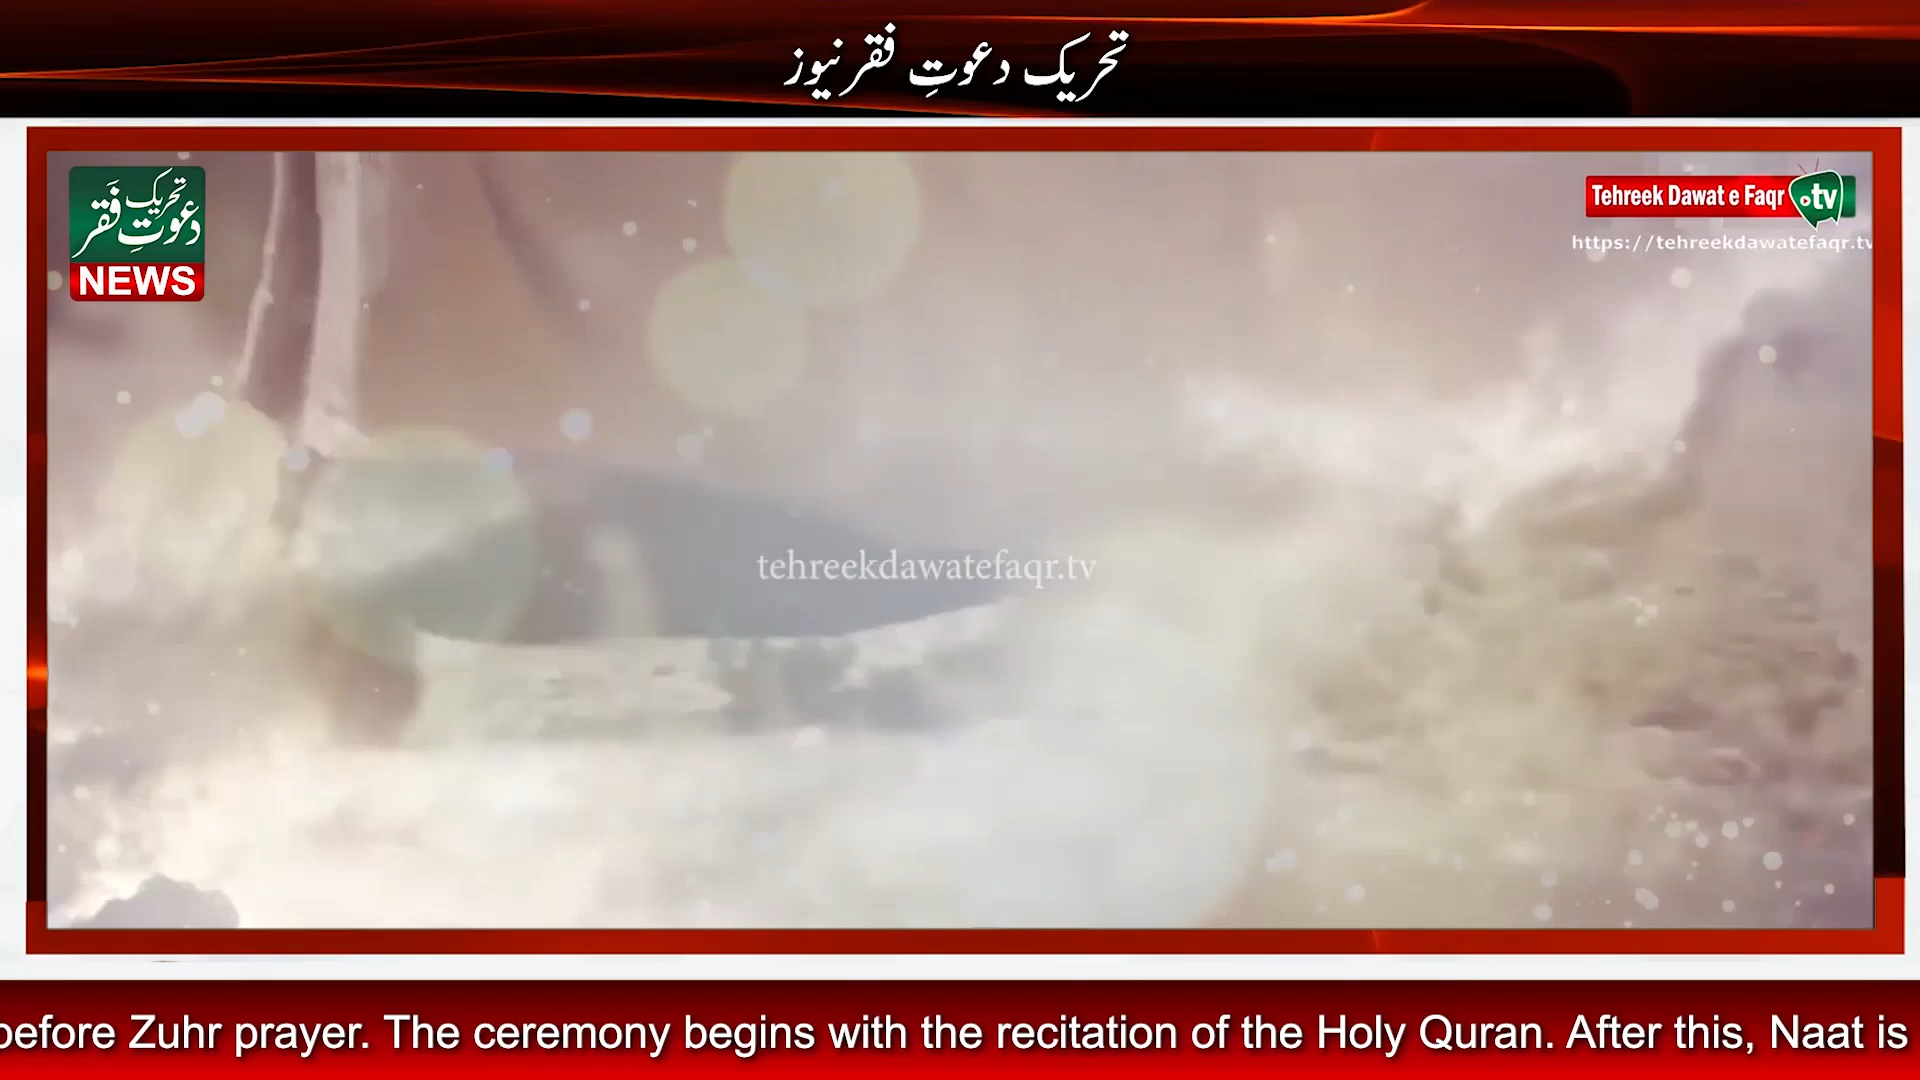 تحریک دعوتِ فقر نیوز
تحریک
دعوتِ فقر
NEWS
Tehreek Dawat e Faqr .tv
https://tehreekdawatefaqr.tv
tehreekdawatefaqr.tv
before Zuhr prayer. The ceremony begins with the recitation of the Holy Quran. After this, Naat is